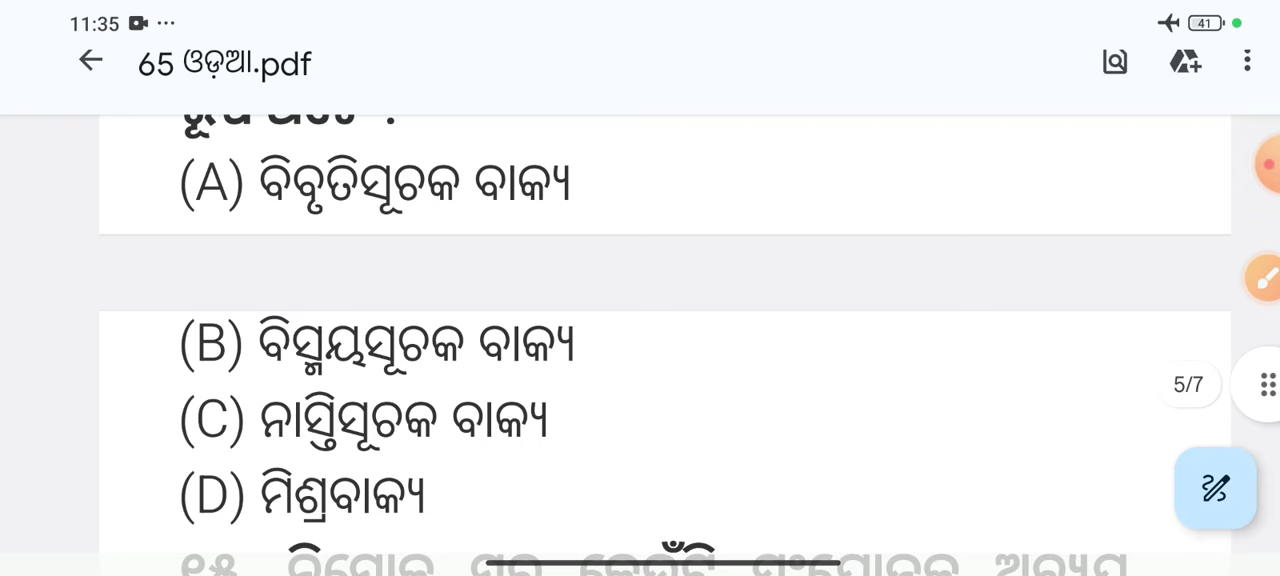 11:35
41
65 ଓଡ଼ଆ.pdf
(A) ବିବୃତିସୂଚକ ବାକ୍ୟ
(B) ବିସ୍ମୟସୂଚକ ବାକ୍ୟ
(C) ନାସ୍ତିସୂଚକ ବାକ୍ୟ
5/7
(D) ମିଶ୍ରବାକ୍ୟ